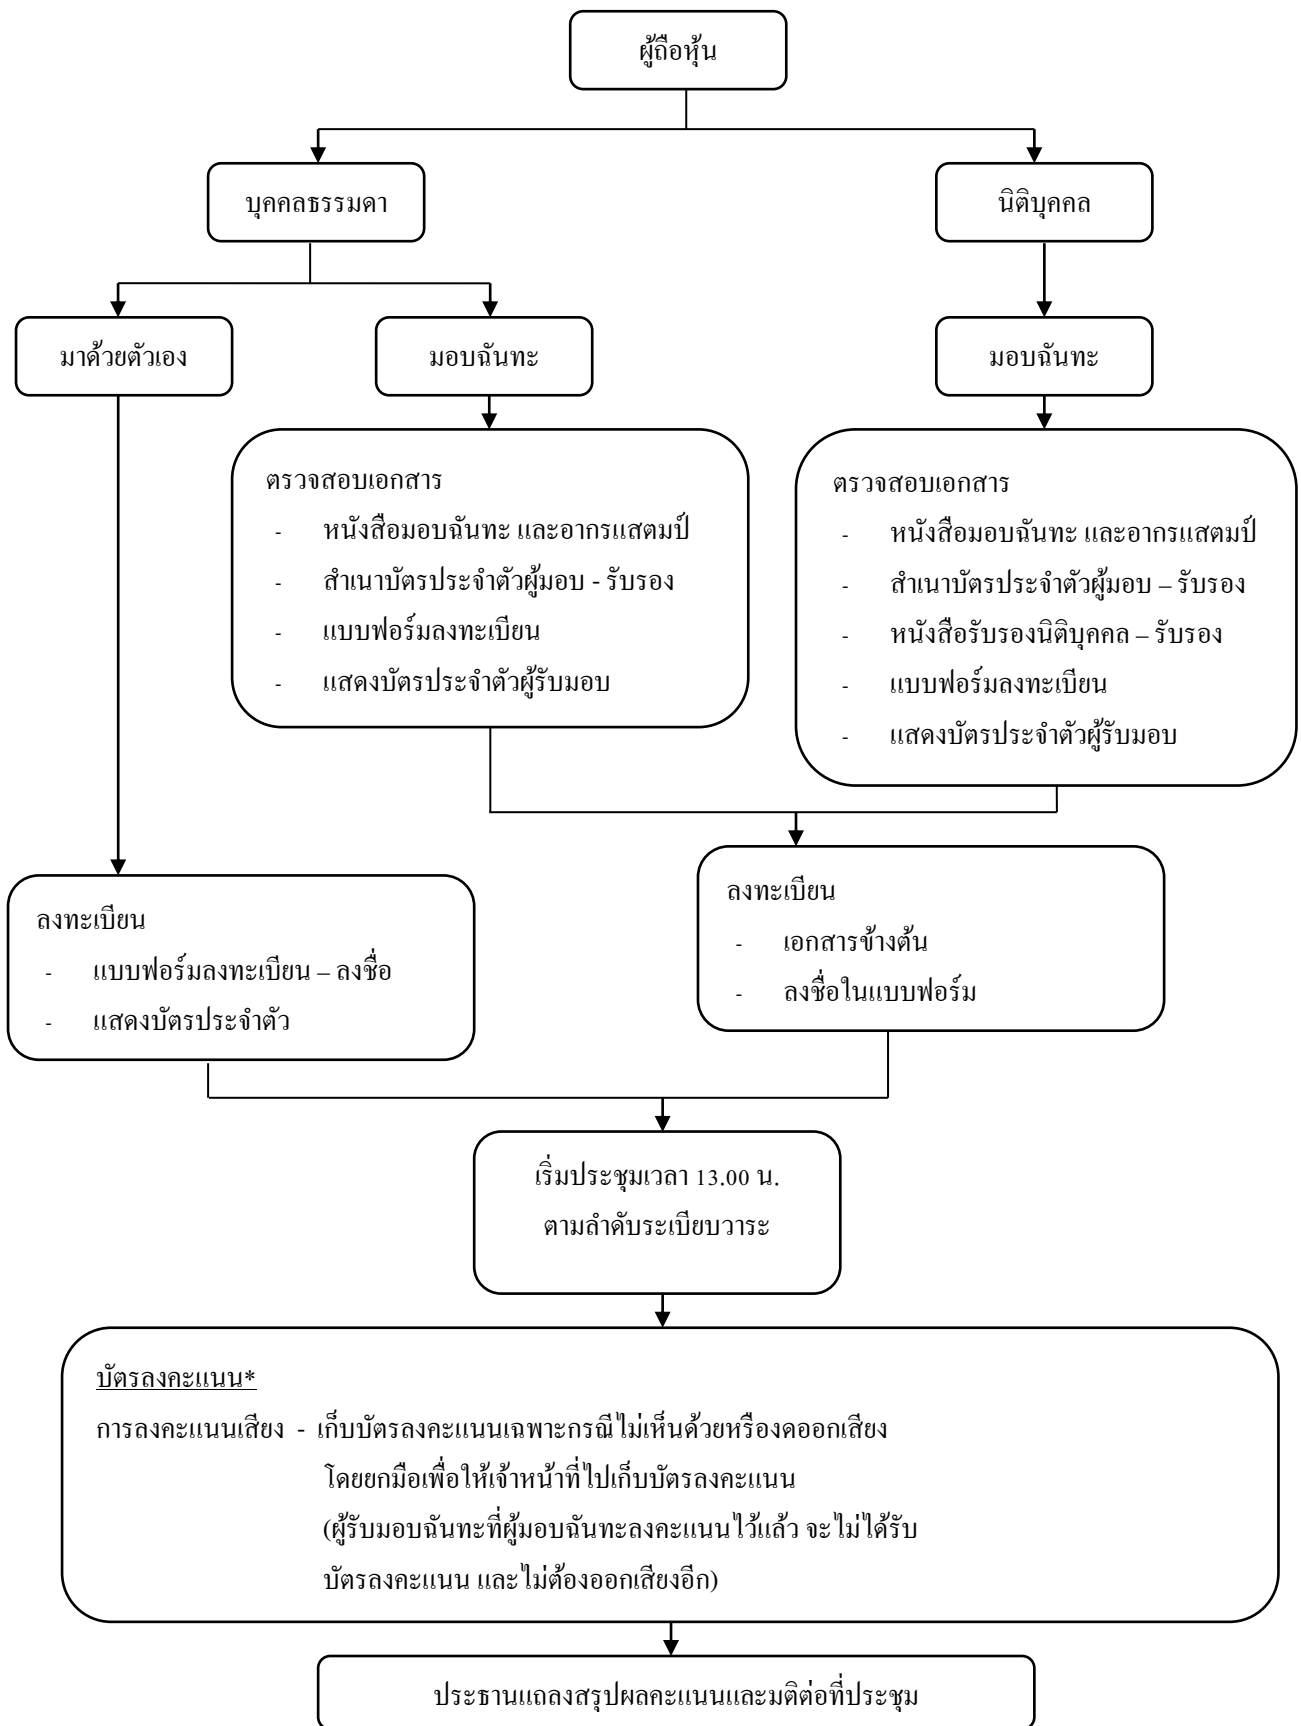 ผู้ถือหุ้น
บุคคลธรรมดา
นิติบุคคล
มาด้วยตัวเอง
มอบฉันทะ
มอบฉันทะ
ตรวจสอบเอกสาร
- หนังสือมอบฉันทะ และอากรแสตมป์
- สำเนาบัตรประจำตัวผู้มอบ - รับรอง
- แบบฟอร์มลงทะเบียน
- แสดงบัตรประจำตัวผู้รับมอบ
ตรวจสอบเอกสาร
- หนังสือมอบฉันทะ และอากรแสตมป์
- สำเนาบัตรประจำตัวผู้มอบ – รับรอง
- หนังสือรับรองนิติบุคคล – รับรอง
- แบบฟอร์มลงทะเบียน
- แสดงบัตรประจำตัวผู้รับมอบ
ลงทะเบียน
- แบบฟอร์มลงทะเบียน – ลงชื่อ
- แสดงบัตรประจำตัว
ลงทะเบียน
- เอกสารข้างต้น
- ลงชื่อในแบบฟอร์ม
เริ่มประชุมเวลา 13.00 น.
ตามลำดับระเบียบวาระ
บัตรลงคะแนน*
การลงคะแนนเสียง - เก็บบัตรลงคะแนนเฉพาะกรณีไม่เห็นด้วยหรืองดออกเสียง
โดยยกมือเพื่อให้เจ้าหน้าที่ไปเก็บบัตรลงคะแนน
(ผู้รับมอบฉันทะที่ผู้มอบฉันทะลงคะแนนไว้แล้ว จะไม่ได้รับ
บัตรลงคะแนน และไม่ต้องออกเสียงอีก)
ประธานแถลงสรุปผลคะแนนและมติต่อที่ประชุม